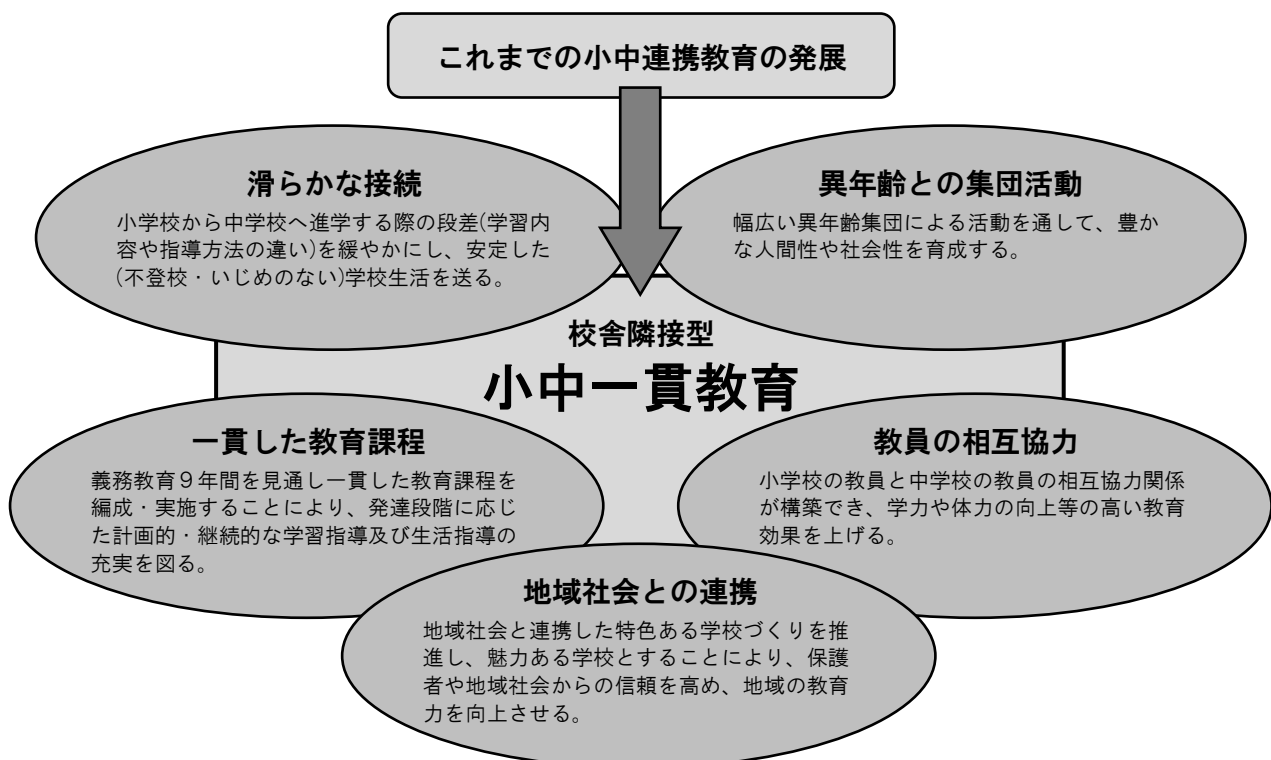 これまでの小中連携教育の発展
滑らかな接続
小学校から中学校へ進学する際の段差(学習内
容や指導方法の違い)を緩やかにし、安定した
(不登校・いじめのない)学校生活を送る。
異年齢との集団活動
幅広い異年齢集団による活動を通して、豊か
な人間性や社会性を育成する。
校舎隣接型
小中一貫教育
一貫した教育課程
義務教育９年間を見通し一貫した教育課程を
編成・実施することにより、発達段階に応じ
た計画的・継続的な学習指導及び生活指導の
充実を図る。
教員の相互協力
小学校の教員と中学校の教員の相互協力関係
が構築でき、学力や体力の向上等の高い教育
効果を上げる。
地域社会との連携
地域社会と連携した特色ある学校づくりを推
進し、魅力ある学校とすることにより、保護
者や地域社会からの信頼を高め、地域の教育
力を向上させる。